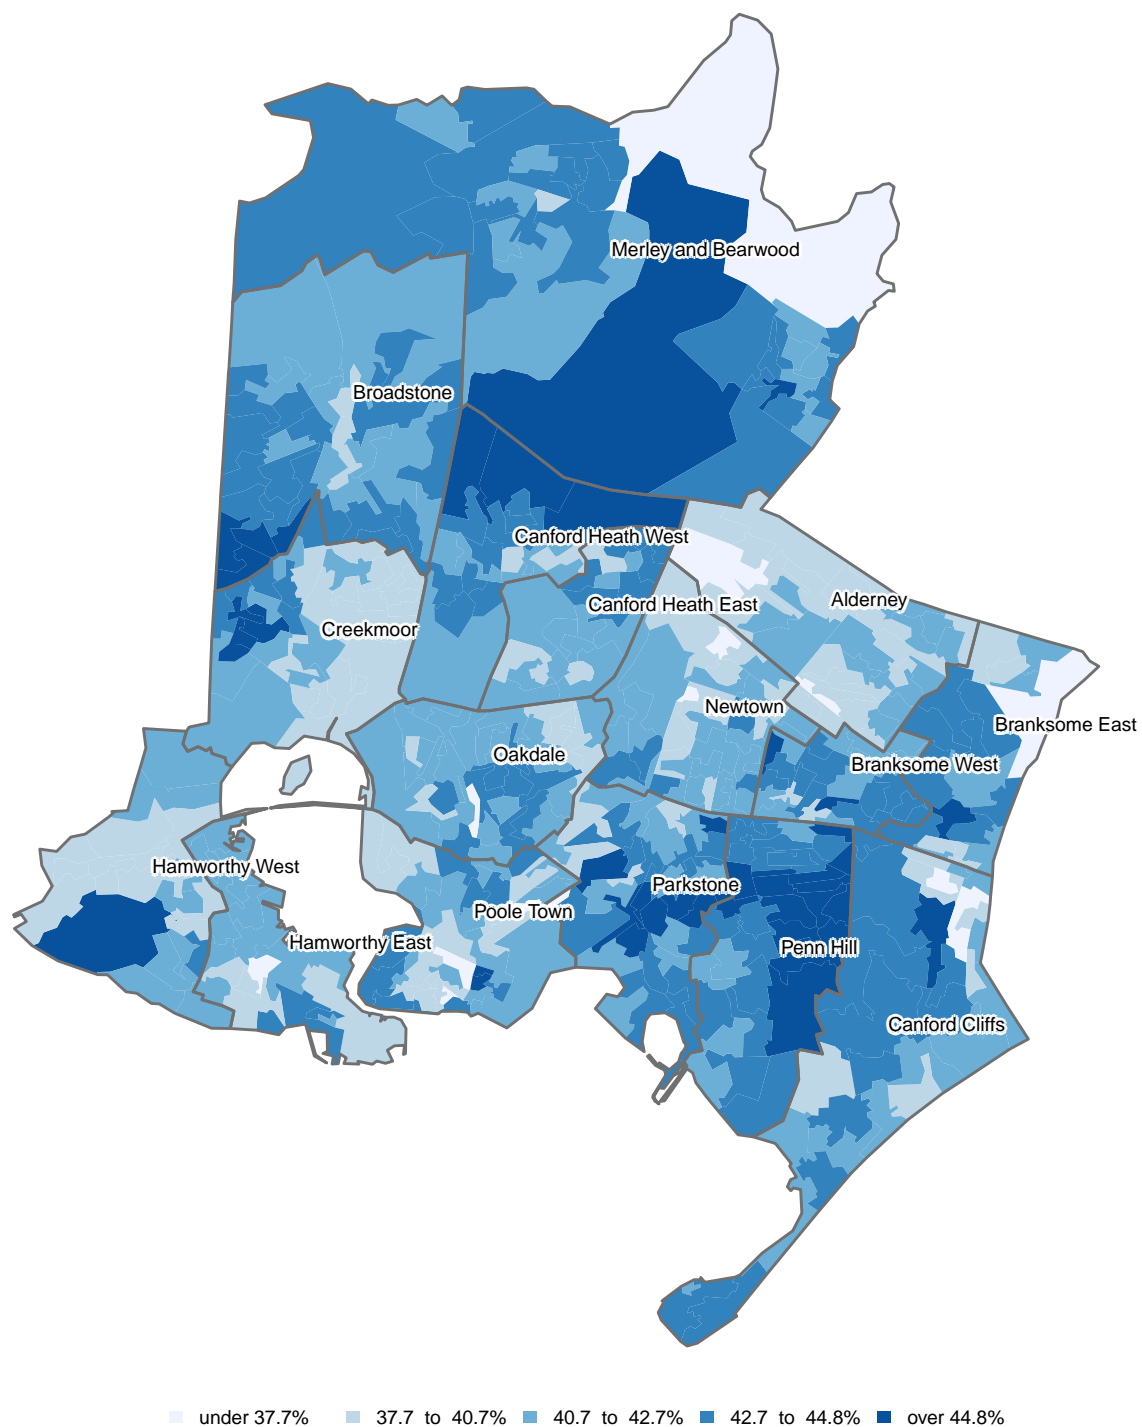 Merley and Bearwood
Broadstone
Canford Heath West
Canford Heath East
Alderney
Creekmoor
Newtown
Branksome East
Oakdale
Branksome West
Hamworthy West
Parkstone
Poole Town
Hamworthy East
Penn Hill
Canford Cliffs
under 37.7% 37.7 to 40.7% 40.7 to 42.7% 42.7 to 44.8% over 44.8%